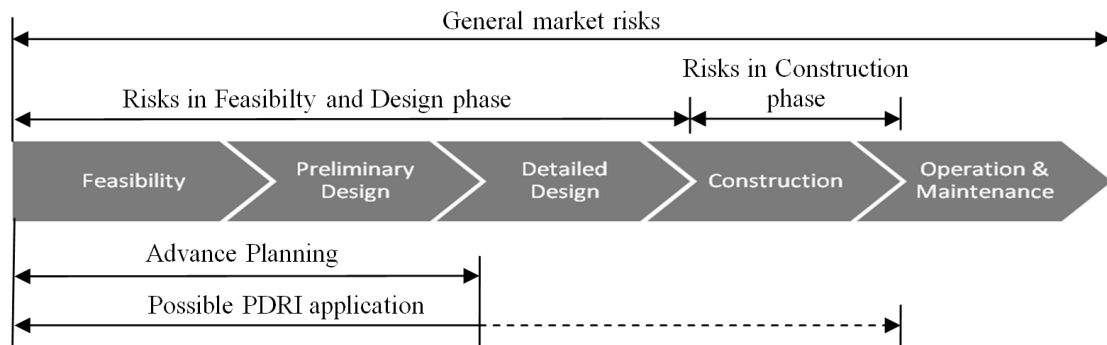 General market risks
Risks in Construction
phase
Risks in Feasibilty and Design phase
Feasibility
Preliminary
Design
Detailed
Design
Construction
Operation &
Maintenance
Advance Planning
Possible PDRI application